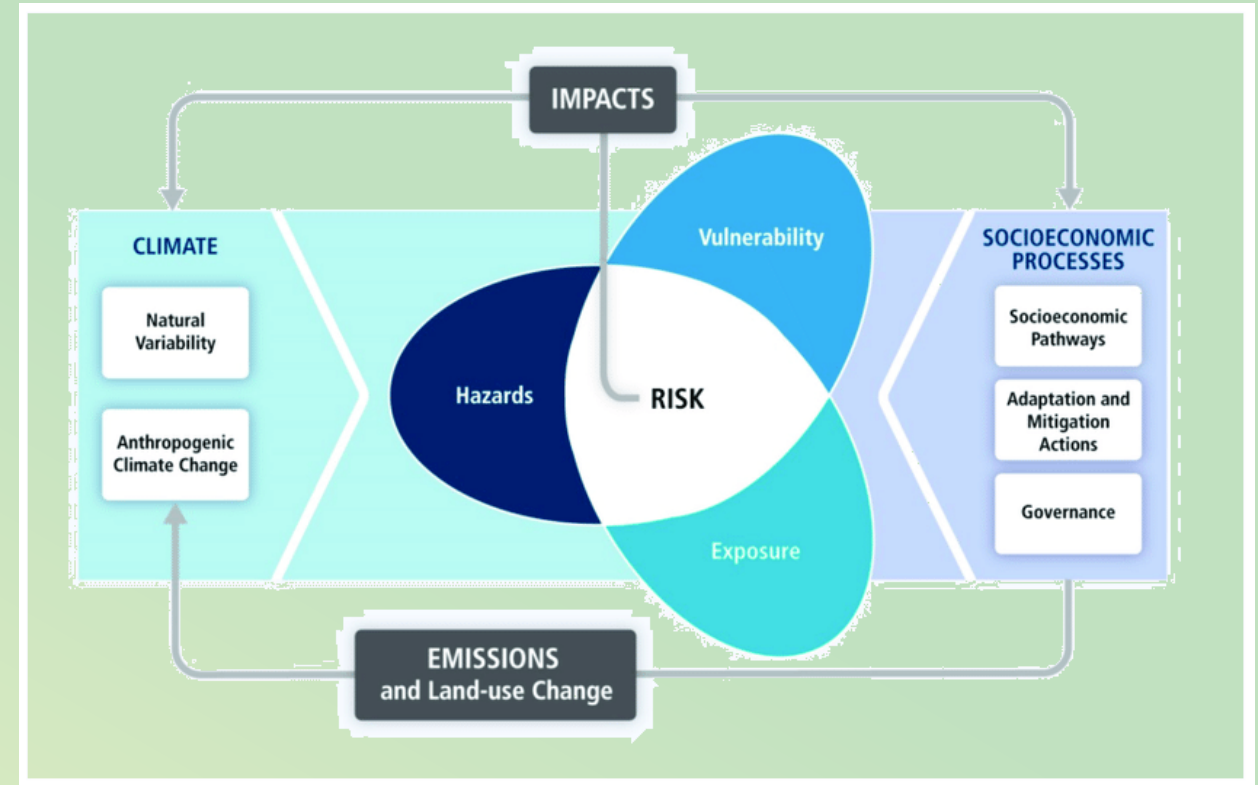 IMPACTS
CLIMATE
Natural
Variability
Anthropogenic
Climate Change
Vulnerability
Hazards
RISK
Exposure
SOCIOECONOMIC
PROCESSES
Socioeconomic
Pathways
Adaptation and
Mitigation
Actions
Governance
EMISSIONS
and Land-use Change